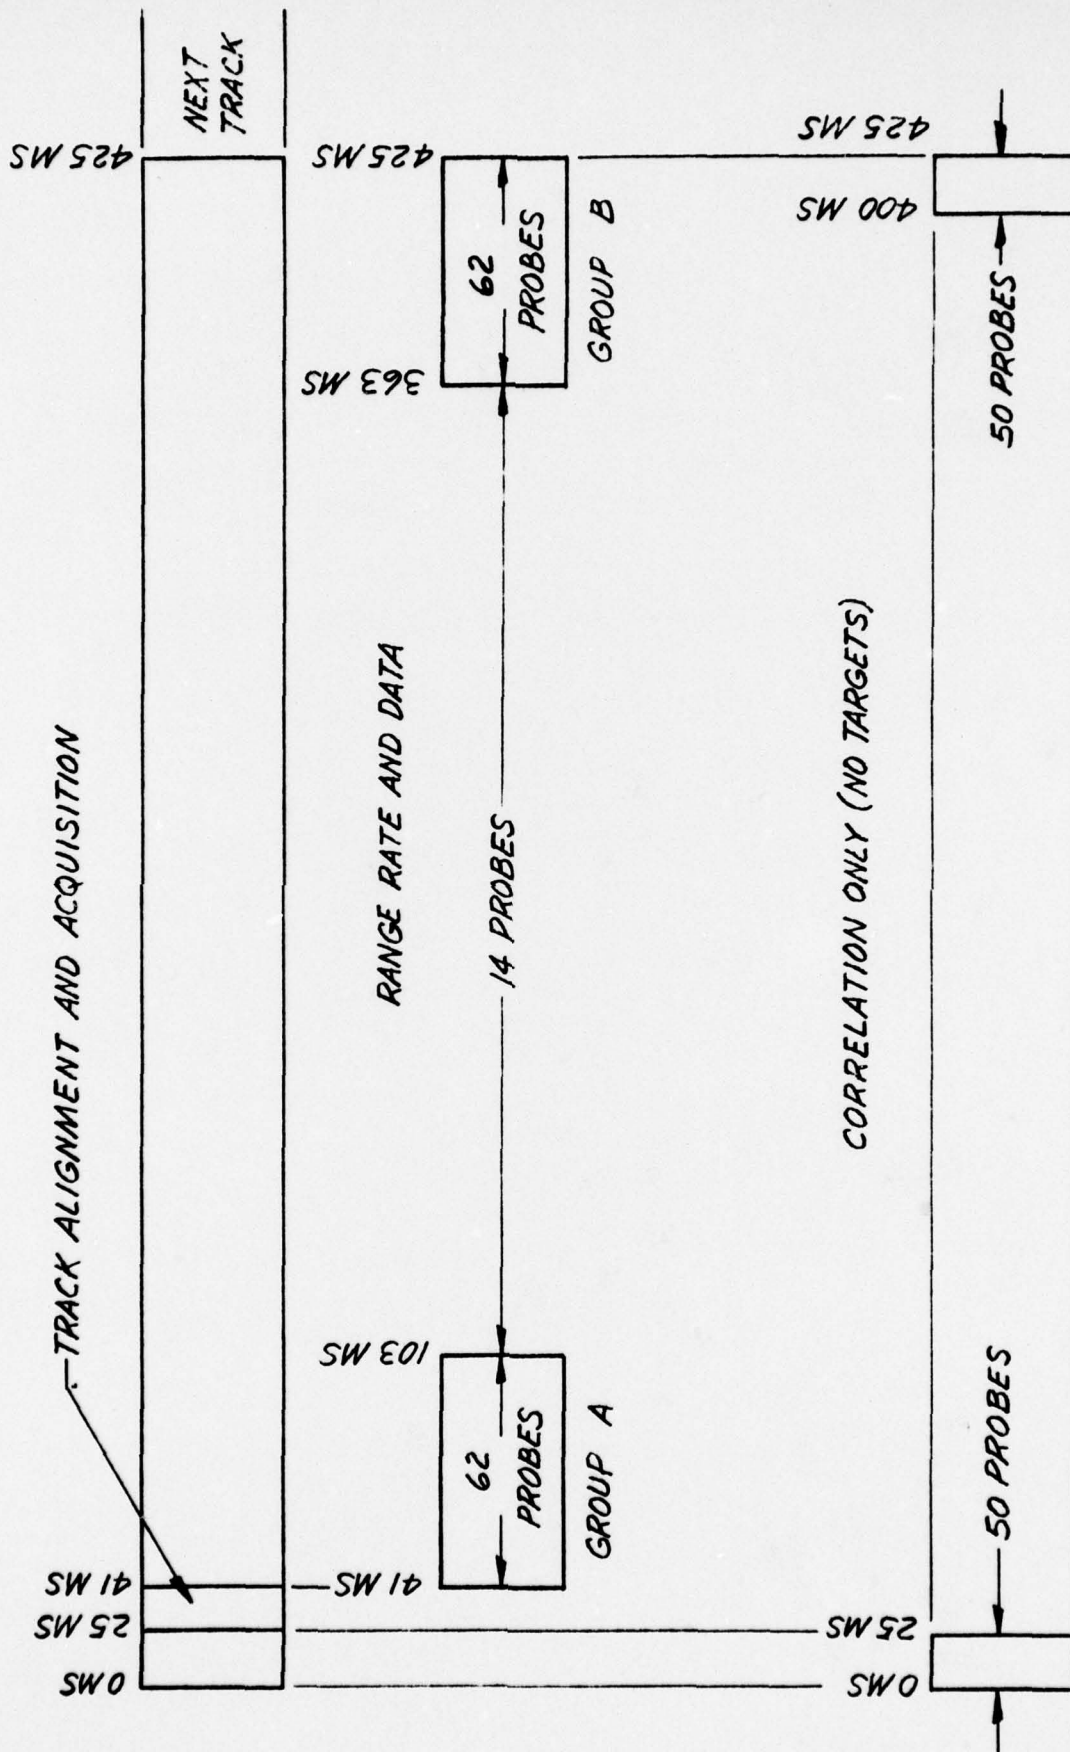 TRACK ALIGNMENT AND ACQUISITION
0 MS
25 MS
41 MS
425 MS
NEXT
TRACK
RANGE RATE AND DATA
41 MS
103 MS
363 MS
425 MS
62
PROBES
GROUP A
14 PROBES
62
PROBES
GROUP B
CORRELATION ONLY (NO TARGETS)
0 MS
25 MS
400 MS
425 MS
50 PROBES
50 PROBES